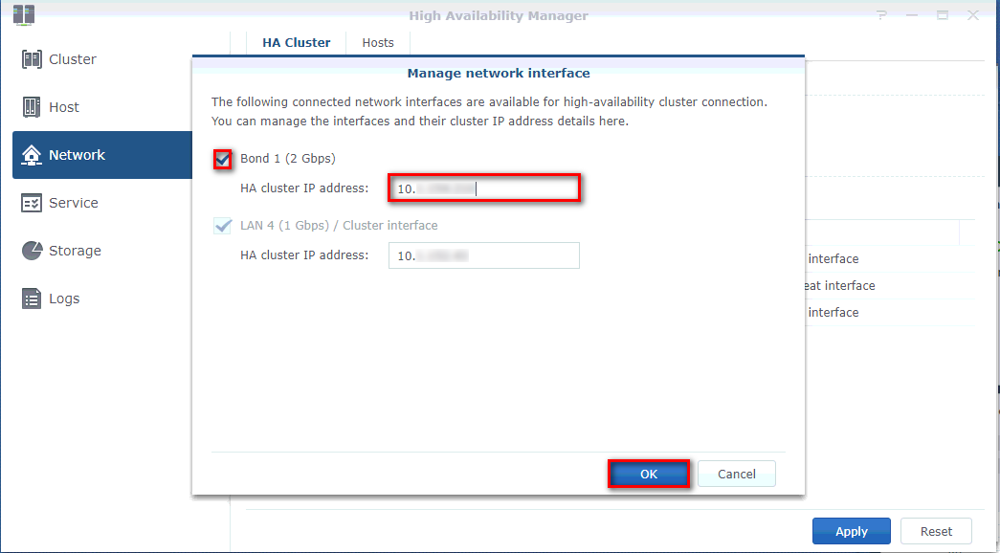 High Availability Manager
Cluster
Host
Network
Service
Storage
Logs
HA Cluster
Hosts
Manage network interface
The following connected network interfaces are available for high-availability cluster connection.
You can manage the interfaces and their cluster IP address details here.
Bond 1 (2 Gbps)
HA cluster IP address: 10.
LAN 4 (1 Gbps) / Cluster interface
HA cluster IP address: 10.
interface
eat interface
interface
OK
Cancel
Apply
Reset